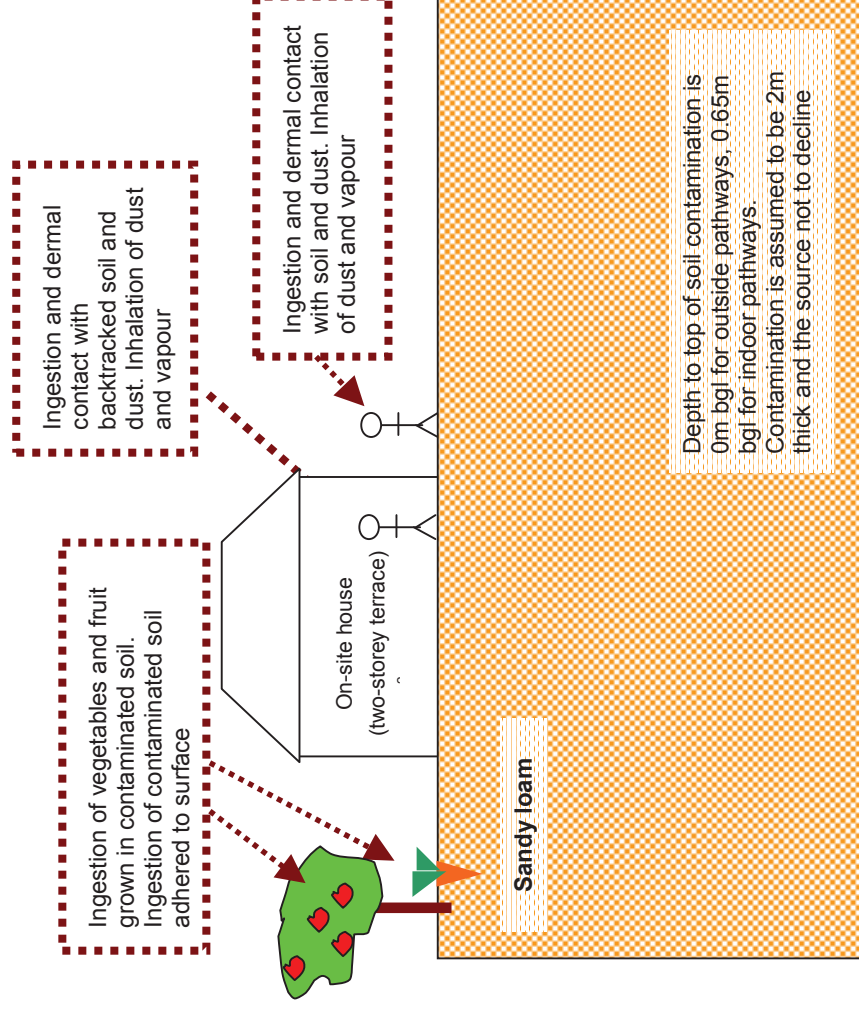 Ingestion of vegetables and fruit
grown in contaminated soil.
Ingestion of contaminated soil
adhered to surface
Ingestion and dermal
contact with
backtracked soil and
dust. Inhalation of dust
and vapour
Ingestion and dermal contact
with soil and dust. Inhalation
of dust and vapour
On-site house
(two-storey terrace)
Sandy loam
Depth to top of soil contamination is
0m bgl for outside pathways, 0.65m
bgl for indoor pathways.
Contamination is assumed to be 2m
thick and the source not to decline